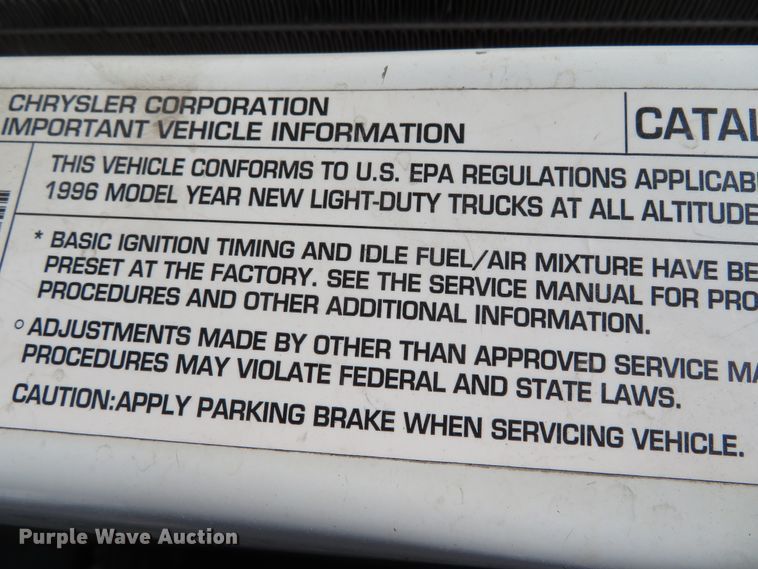 CHRYSLER CORPORATION
IMPORTANT VEHICLE INFORMATION
CATAL
THIS VEHICLE CONFORMS TO U.S. EPA REGULATIONS APPLICAB
1996 MODEL YEAR NEW LIGHT-DUTY TRUCKS AT ALL ALTITUDE
* BASIC IGNITION TIMING AND IDLE FUEL/AIR MIXTURE HAVE BE
PRESET AT THE FACTORY. SEE THE SERVICE MANUAL FOR PRO
PROCEDURES AND OTHER ADDITIONAL INFORMATION.
° ADJUSTMENTS MADE BY OTHER THAN APPROVED SERVICE MA
PROCEDURES MAY VIOLATE FEDERAL AND STATE LAWS.
CAUTION:APPLY PARKING BRAKE WHEN SERVICING VEHICLE.
Purple Wave Auction